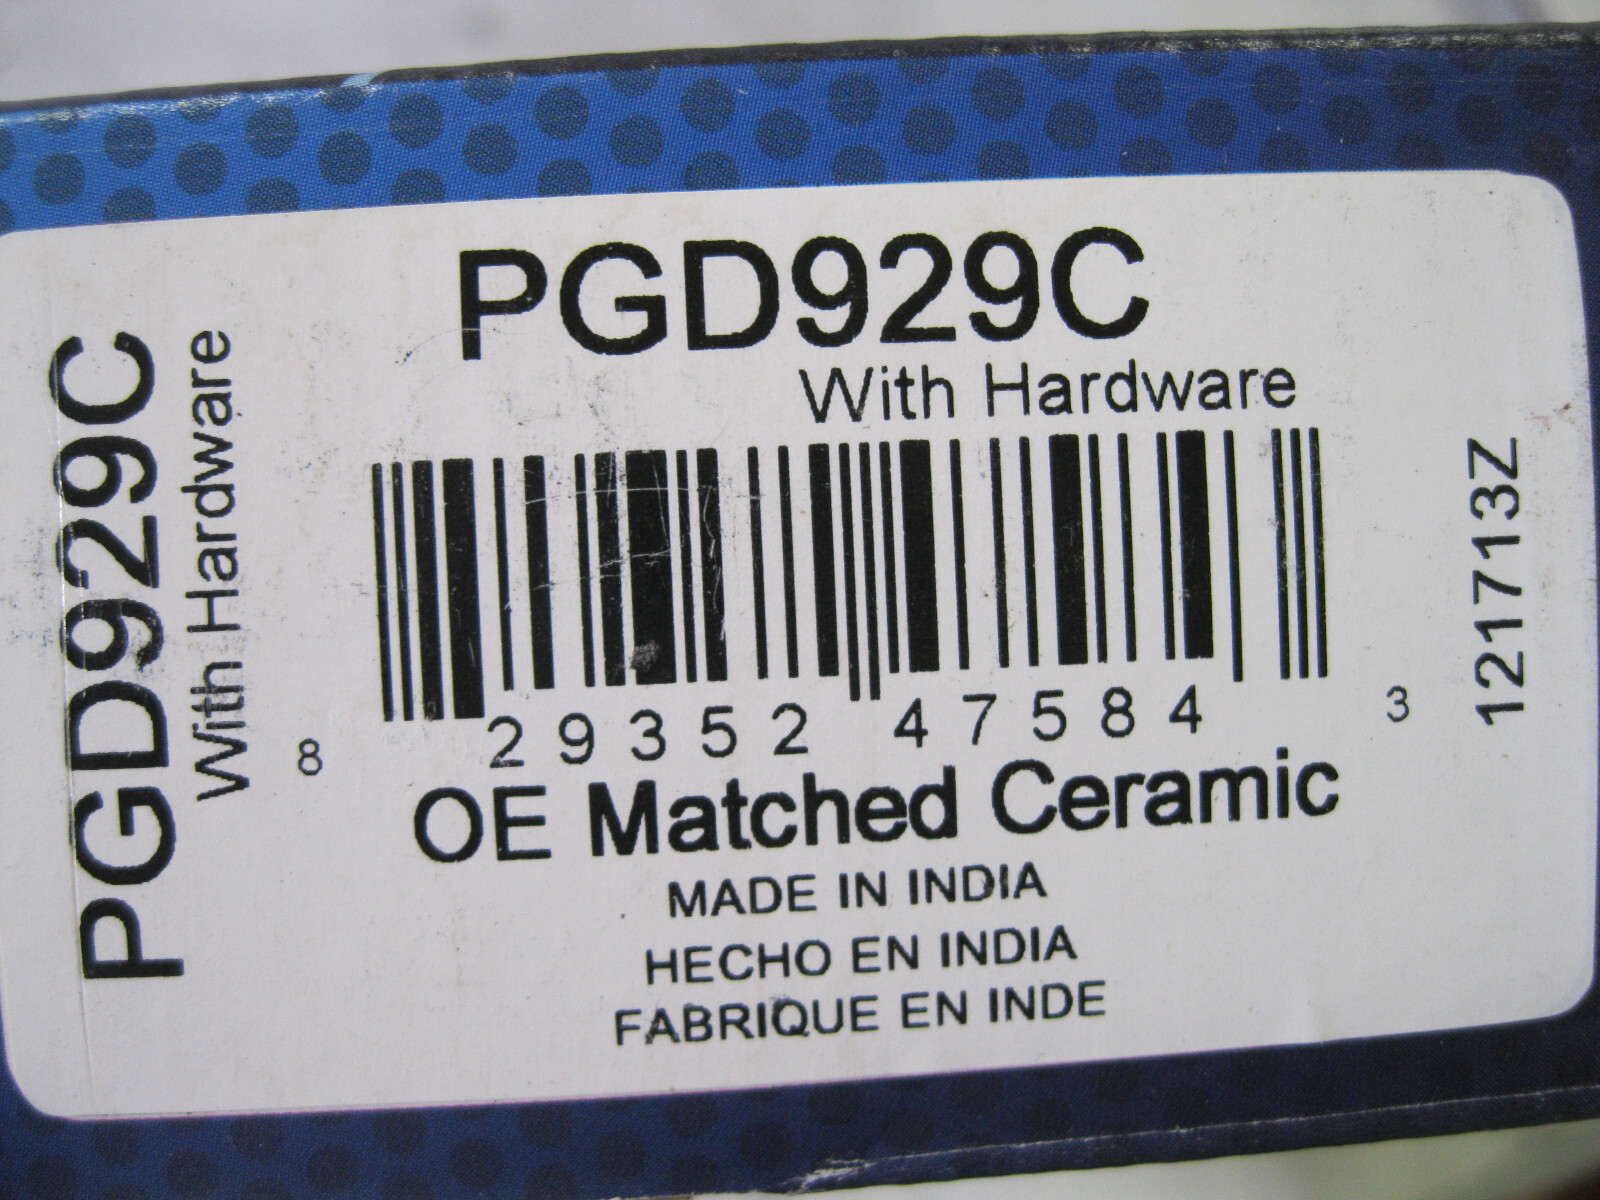 PGD929C
With Hardware
PGD929C
With Hardware
8 29352 47584 3
121713Z
OE Matched Ceramic
MADE IN INDIA
HECHO EN INDIA
FABRIQUE EN INDE